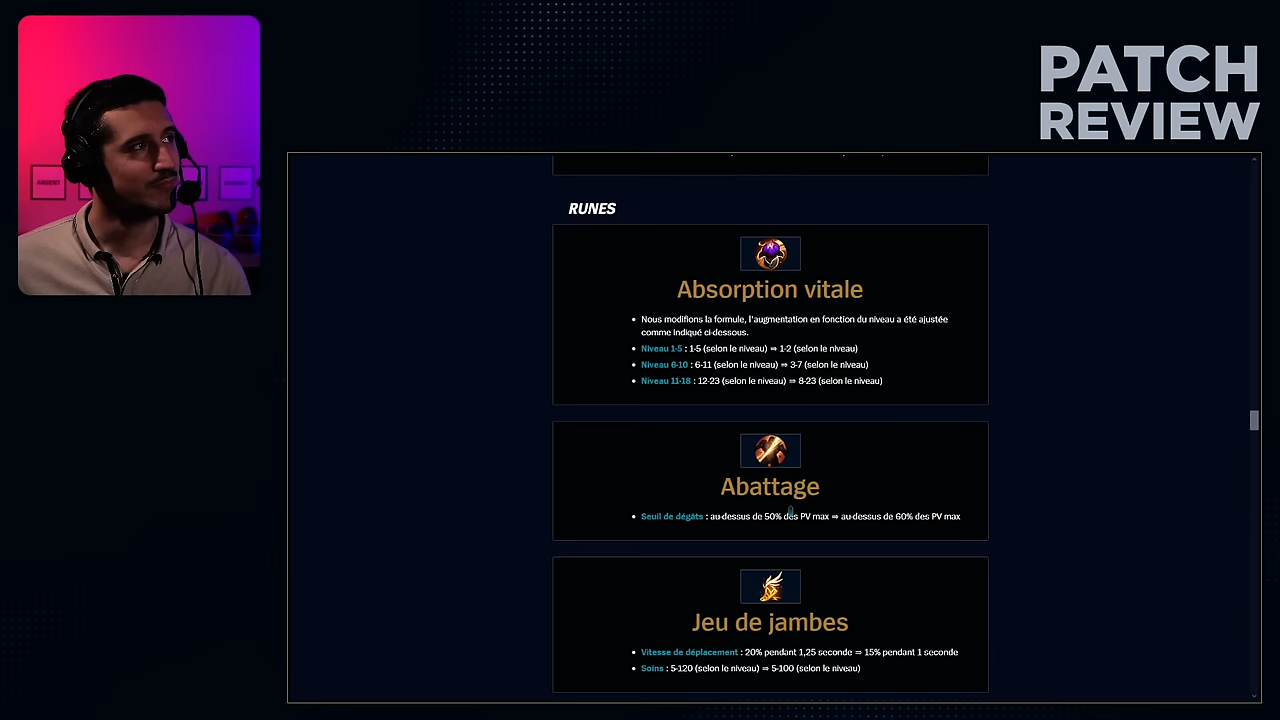 PATCH
REVIEW
ARGENT
RUNES
Absorption vitale
Nous modifions la formule, l'augmentation en fonction du niveau a été ajustée
comme indiqué ci-dessous.
Niveau 1-5 : 1-5 (selon le niveau) ⇒ 1-2 (selon le niveau)
Niveau 6-10 : 6-11 (selon le niveau) ⇒ 3-7 (selon le niveau)
Niveau 11-18 : 12-23 (selon le niveau) ⇒ 8-23 (selon le niveau)
Abattage
Seuil de dégâts : au-dessus de 50% des PV max ⇒ au-dessus de 60% des PV max
Jeu de jambes
Vitesse de déplacement : 20% pendant 1,25 seconde ⇒ 15% pendant 1 seconde
Soins : 5-120 (selon le niveau) ⇒ 5-100 (selon le niveau)